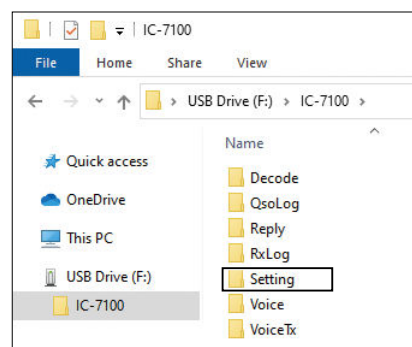 IC-7100
File Home Share View
USB Drive (F:) > IC-7100 >
Name
Quick access
OneDrive
This PC
USB Drive (F:)
IC-7100
Decode
QsoLog
Reply
RxLog
Setting
Voice
VoiceTx